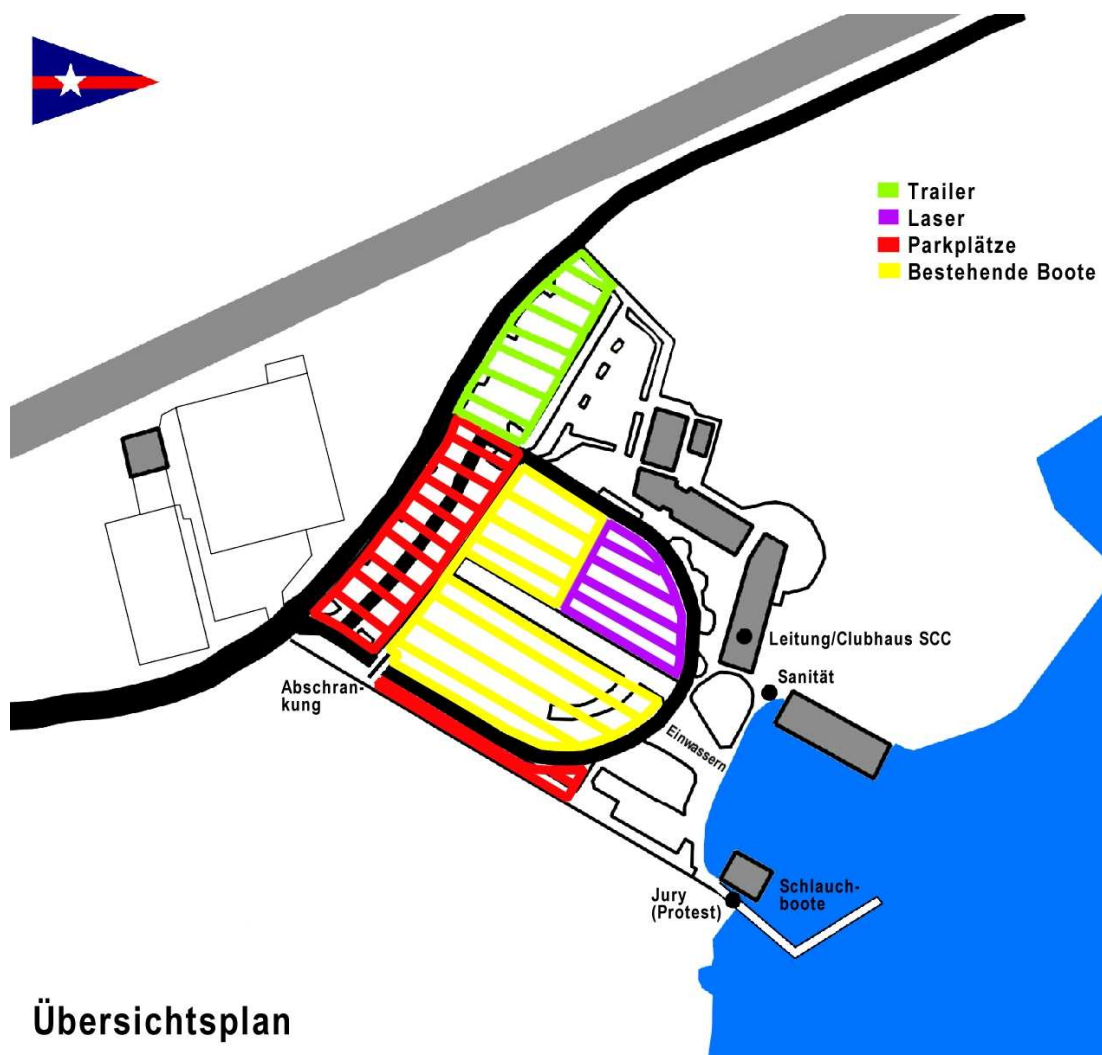 Trailer
Laser
Parkplätze
Bestehende Boote
Leitung/Clubhaus SCC
Sanität
Abschran-
kung
Einwassern
Jury
(Protest)
Schlauch-
boote
Übersichtsplan